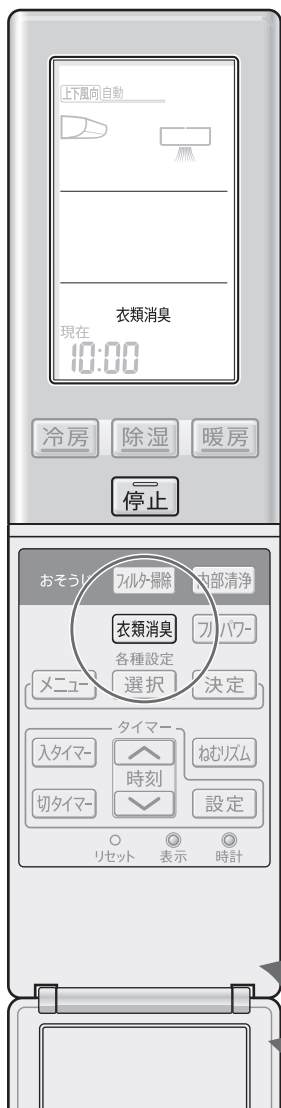 上下風向 自動
衣類消臭
現在
10:00
冷房 除湿 暖房
停止
おそうじ フィルター掃除 内部清浄
衣類消臭 フルパワー
各種設定
メニュー 選択 決定
タイマー
入タイマー ねむリズム
時刻
切タイマー 設定
リセット 表示 時計